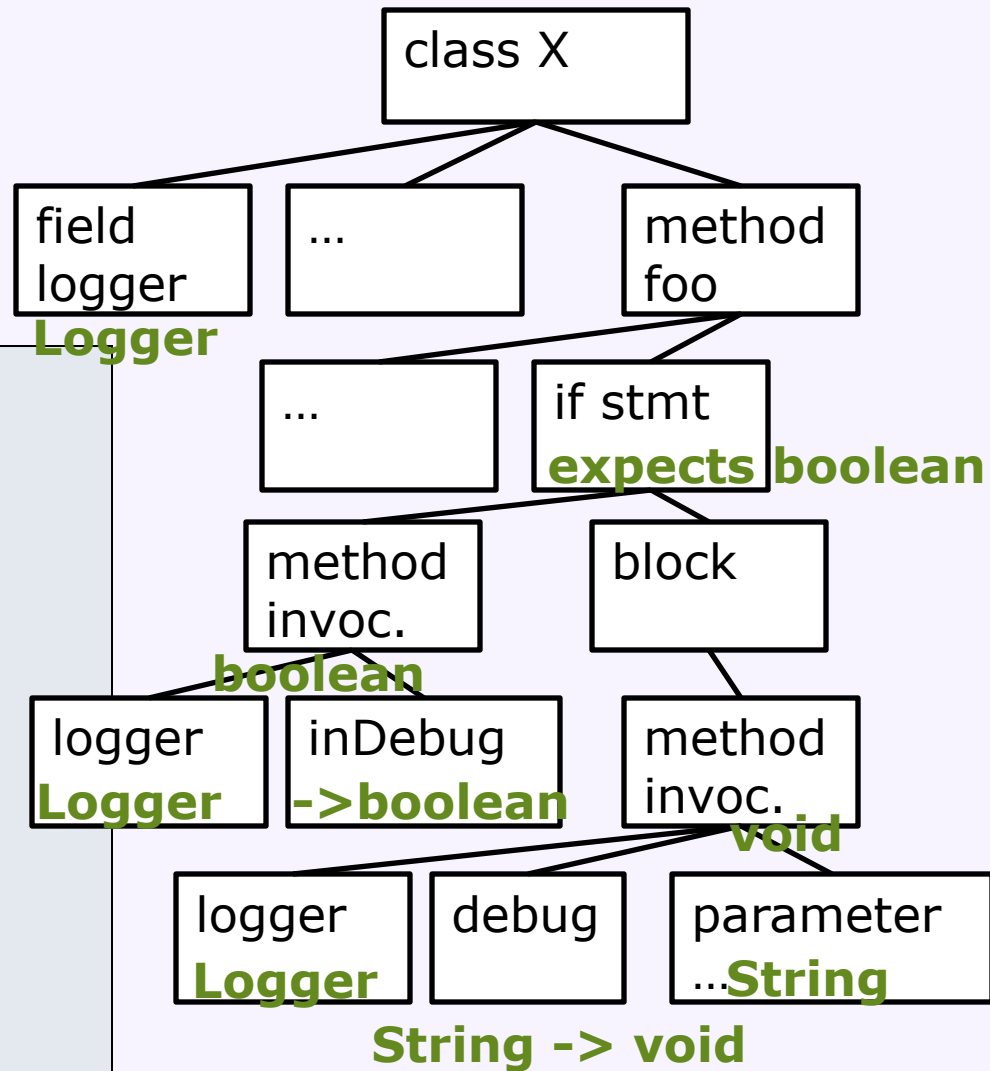 class X
field
logger
Logger
...
method
foo
...
if stmt
expects boolean
method
invoc.
boolean
block
logger
Logger
inDebug
->boolean
method
invoc.
void
logger
Logger
debug
parameter
...String
String -> void